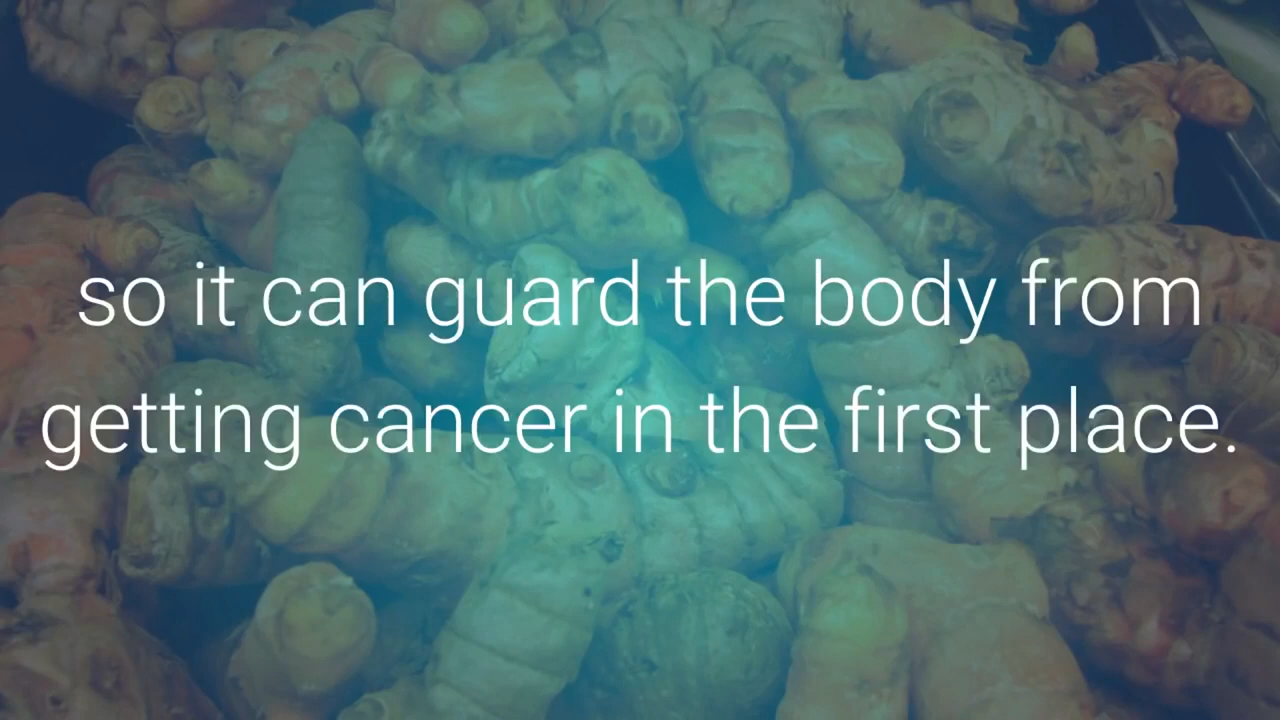 so it can guard the body from
getting cancer in the first place.